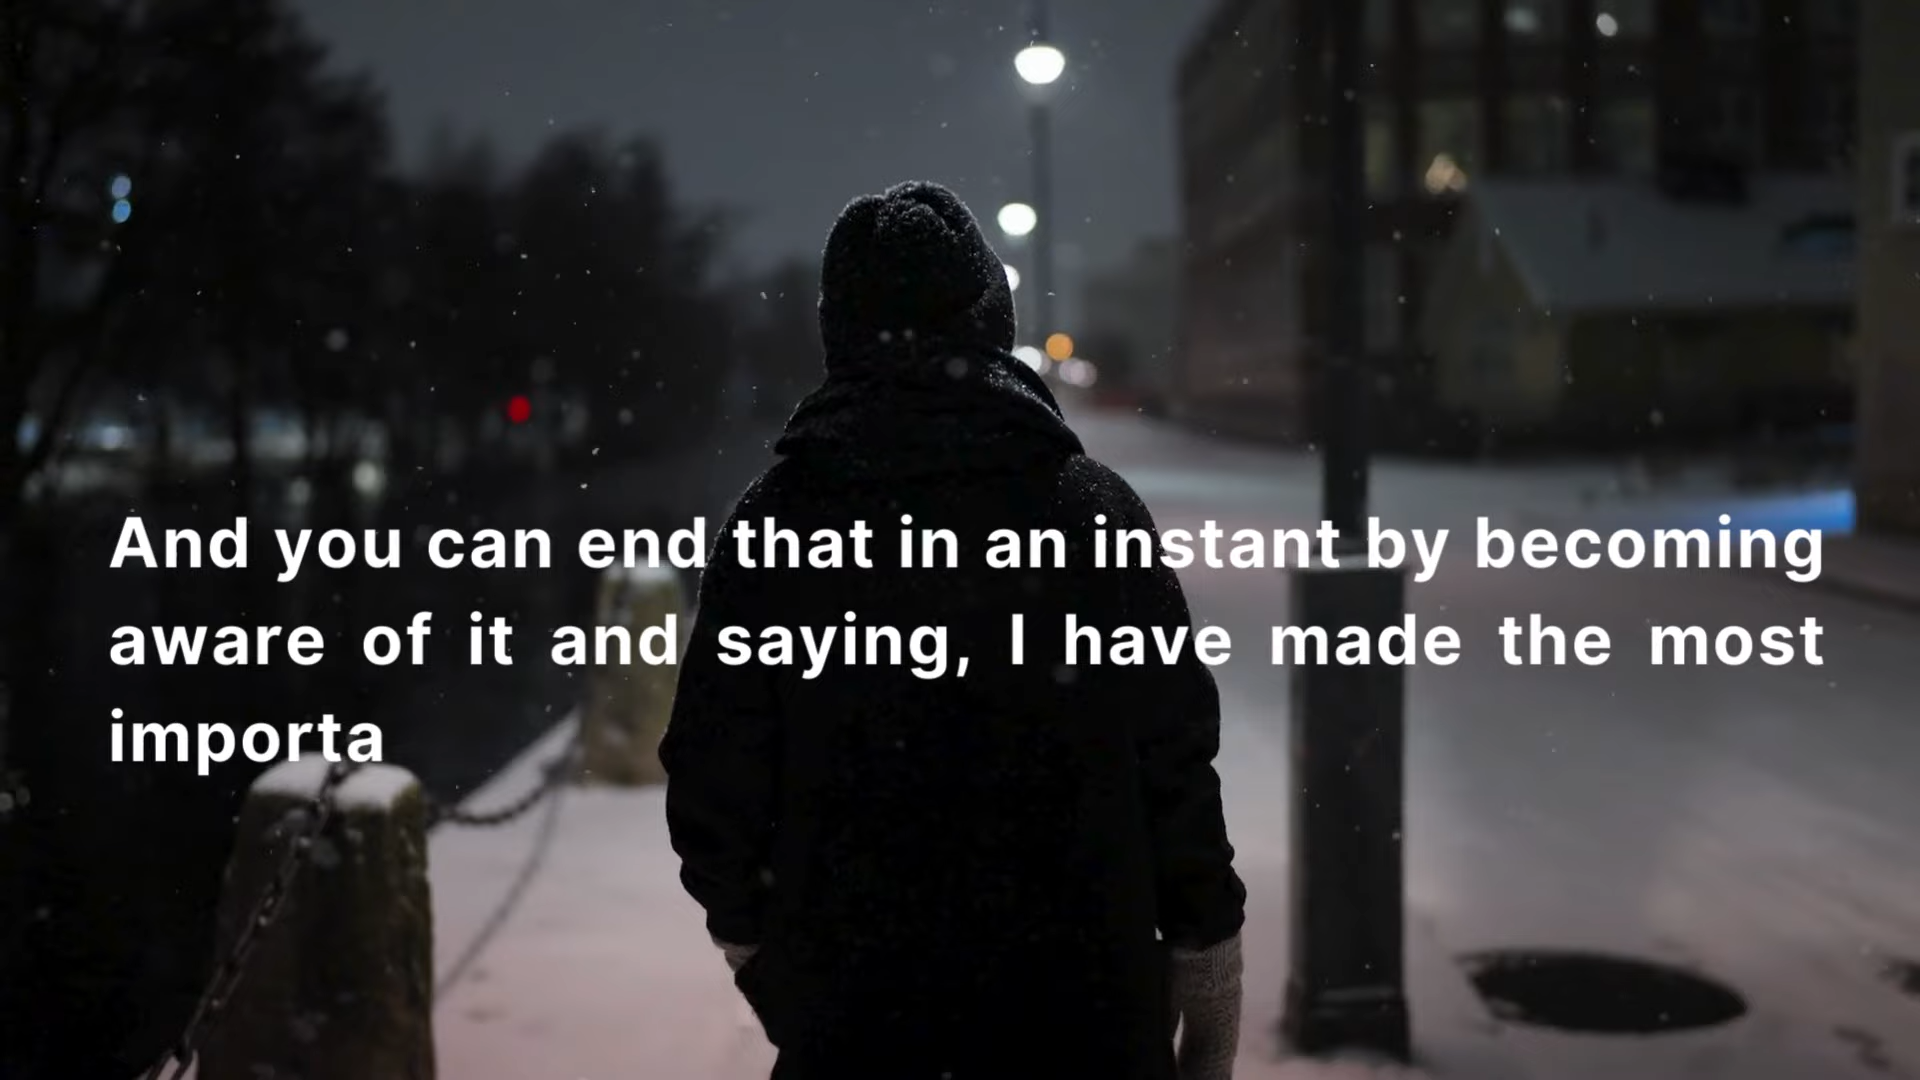 And you can end that in an instant by becoming
aware of it and saying, I have made the most
importa